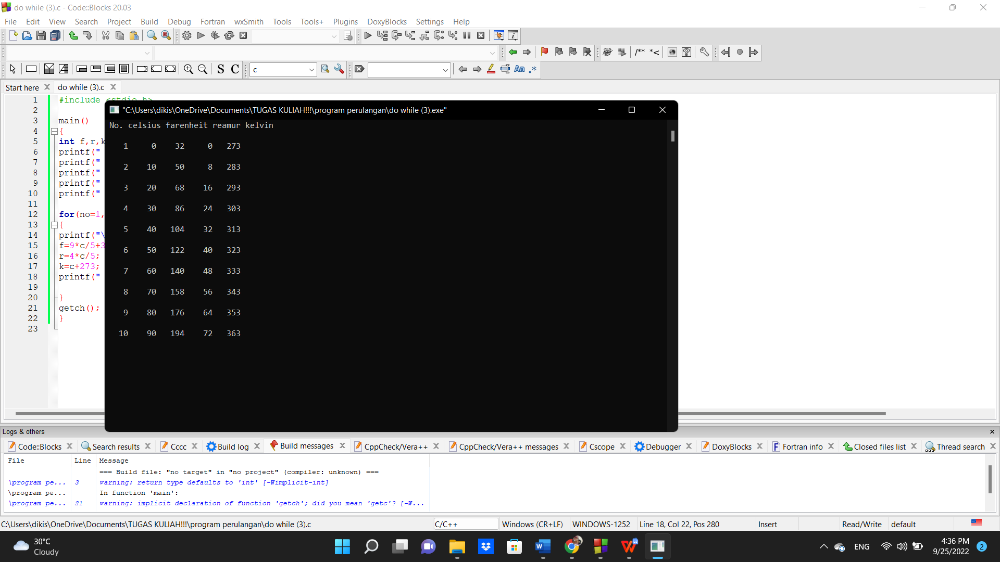 do while (3).c - Code::Blocks 20.03
File Edit View Search Project Build Debug Fortran wxSmith Tools Tools+ Plugins DoxyBlocks Settings Help
/** *<
S C c Aa .*
Start here do while (3).c
1 #include <stdio.h>
2
3 main()
4 {
5 int f,r,k
6 printf("
7 printf("
8 printf("
9 printf("
10 printf("
11
12 for(no=1,
13 {
14 printf("\
15 f=9*c/5+3
16 r=4*c/5;
17 k=c+273;
18 printf("
19
20 }
21 getch();
22 }
23
"C:\Users\dikis\OneDrive\Documents\TUGAS KULIAH!!!\program perulangan\do while (3).exe"
No. celsius farenheit reamur kelvin
1 0 32 0 273
2 10 50 8 283
3 20 68 16 293
4 30 86 24 303
5 40 104 32 313
6 50 122 40 323
7 60 140 48 333
8 70 158 56 343
9 80 176 64 353
10 90 194 72 363
Logs & others
Code::Blocks Search results Cccc Build log Build messages CppCheck/Vera++ CppCheck/Vera++ messages Cscope Debugger DoxyBlocks Fortran info Closed files list Thread search
File Line Message
=== Build file: "no target" in "no project" (compiler: unknown) ===
\program pe... 3 warning: return type defaults to 'int' [-Wimplicit-int]
\program pe... In function 'main':
\program pe... 21 warning: implicit declaration of function 'getch'; did you mean 'getc'? [-W...
C:\Users\dikis\OneDrive\Documents\TUGAS KULIAH!!!\program perulangan\do while (3).c C/C++ Windows (CR+LF) WINDOWS-1252 Line 18, Col 22, Pos 280 Insert Read/Write default
30°C
Cloudy
ENG
4:36 PM
9/25/2022
2